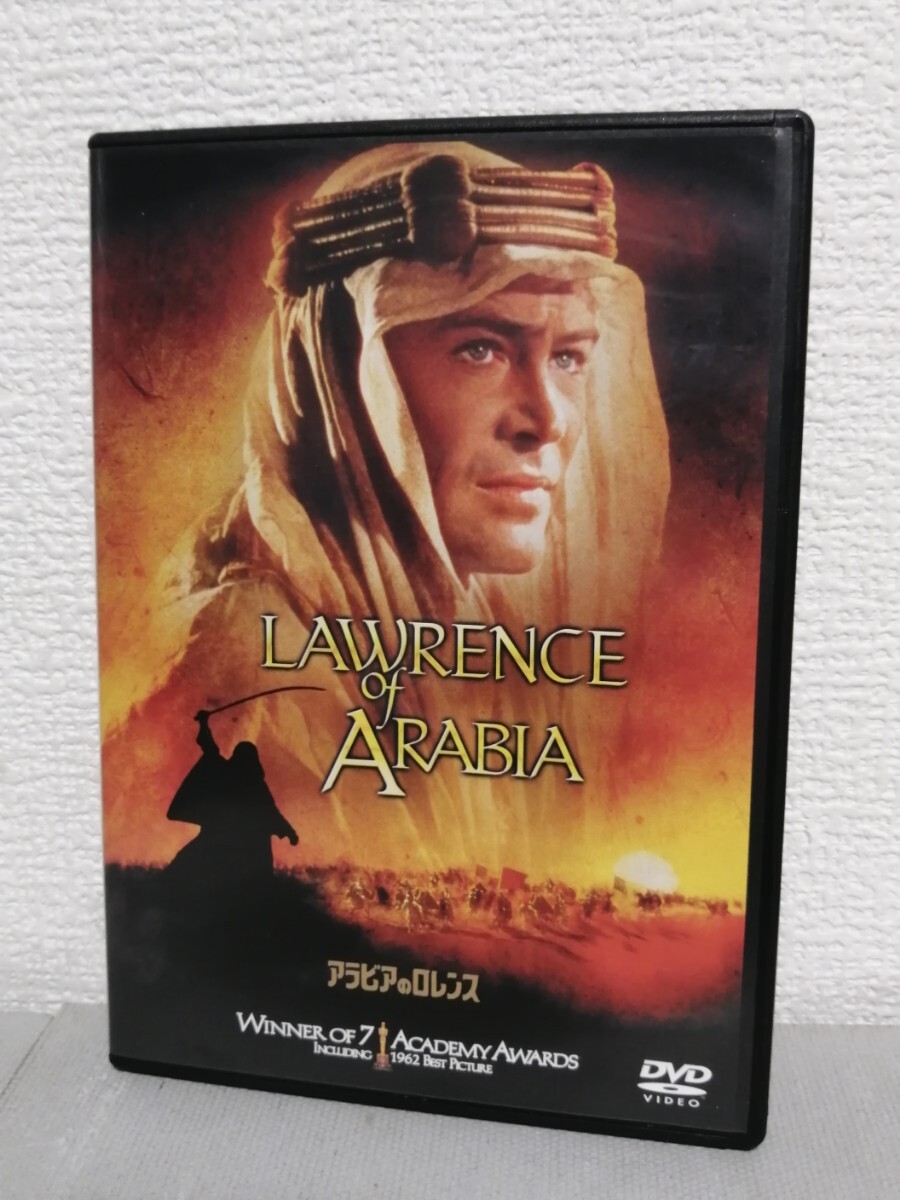 LAWRENCE
of
ARABIA
アラビアのロレンス
WINNER OF 7 ACADEMY AWARDS
INCLUDING 1962 BEST PICTURE
DVD
VIDEO